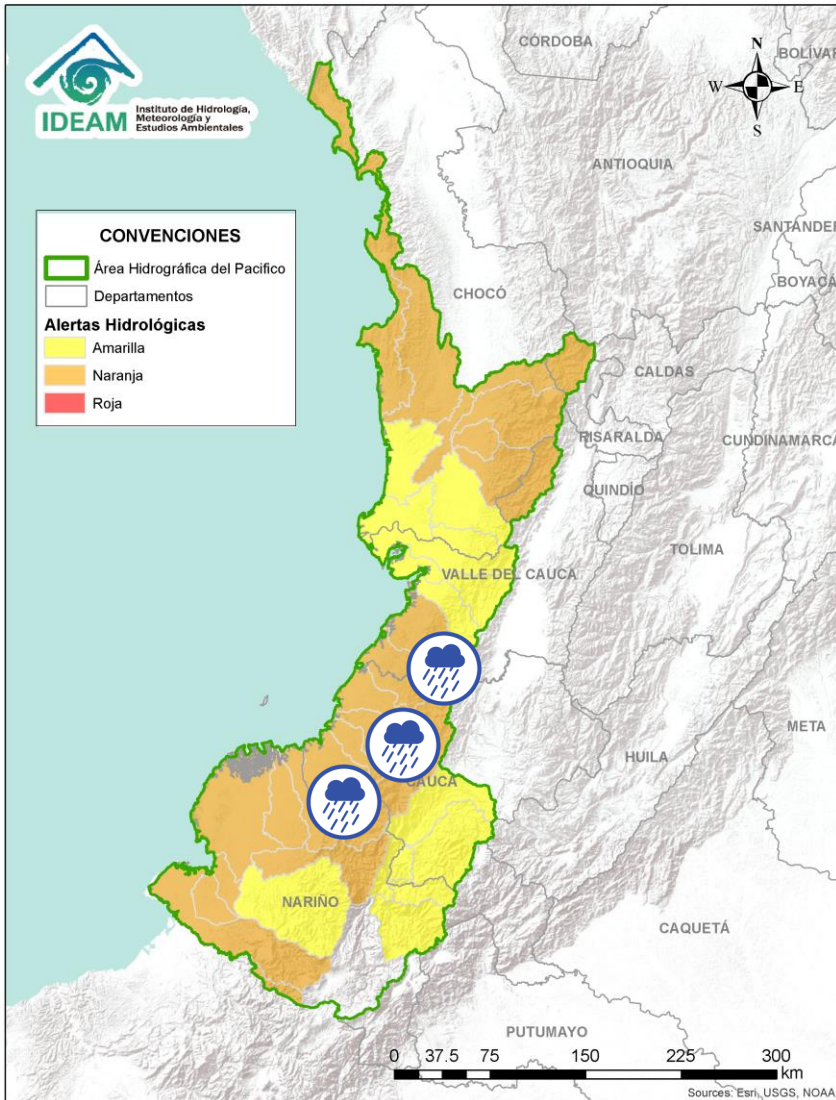 IDEAM
Instituto de Hidrología,
Meteorología y
Estudios Ambientales
CÓRDOBA
BOLÍVAR
N
W
E
S
ANTIOQUIA
CONVENCIONES
Área Hidrográfica del Pacifico
Departamentos
Alertas Hidrológicas
Amarilla
Naranja
Roja
SANTANDER
BOYACÁ
CHOCÓ
CALDAS
RISARALDA
CUNDINAMARCA
QUINDÍO
TOLIMA
VALLE DEL CAUCA
META
HUILA
CAUCA
NARIÑO
CAQUETÁ
PUTUMAYO
0 37.5 75 150 225 300
km
Sources: Esri, USGS, NOAA